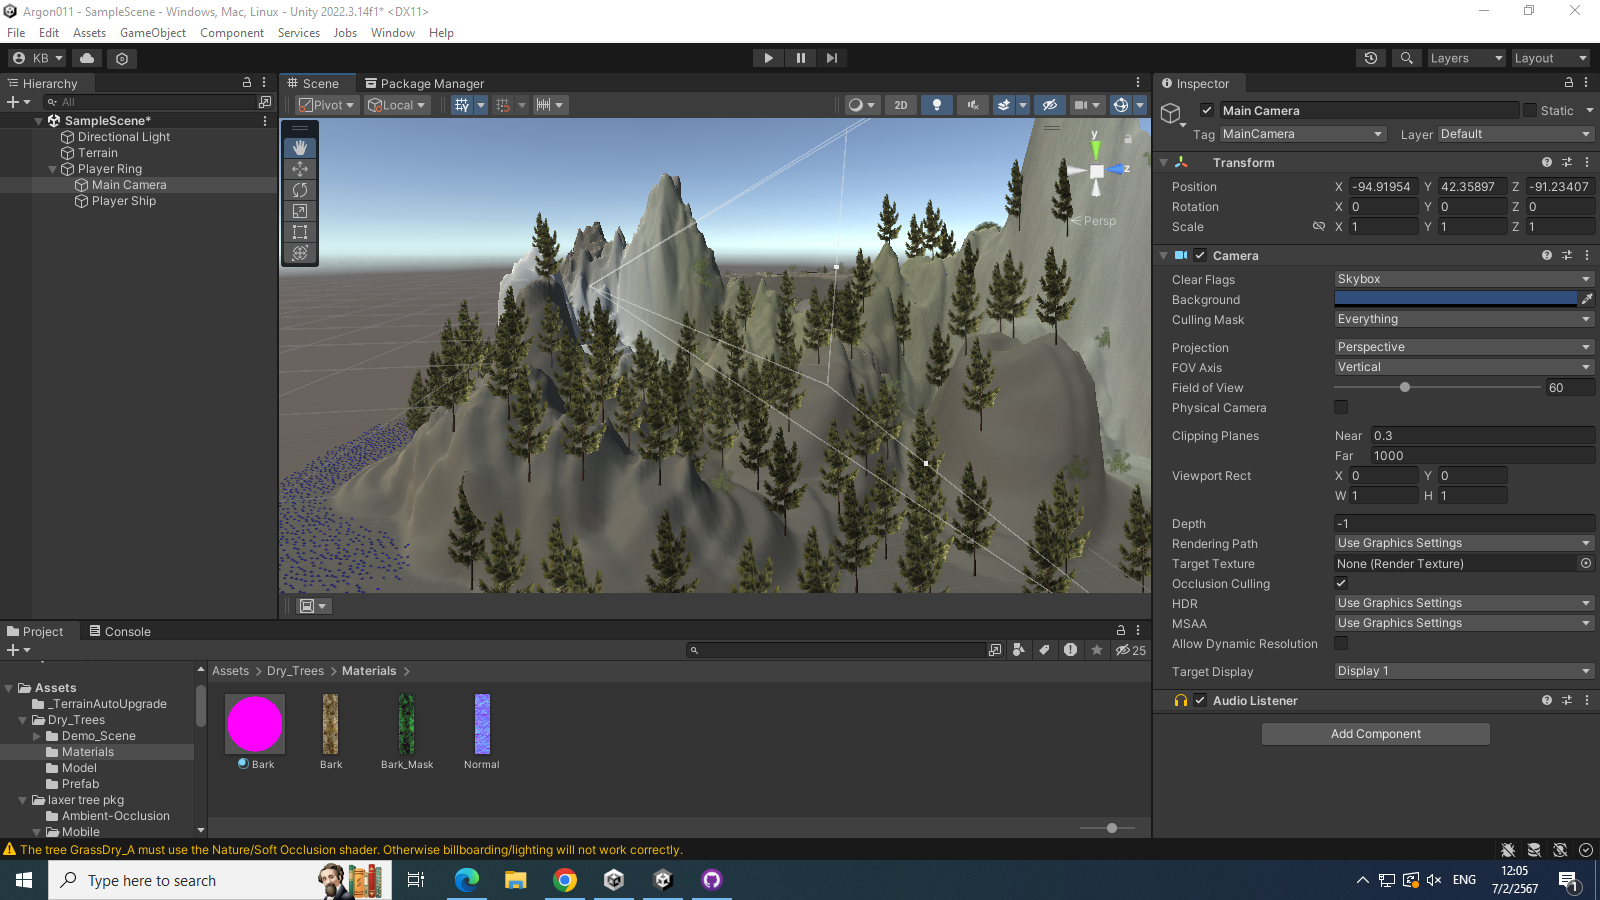 Argon011 - SampleScene - Windows, Mac, Linux - Unity 2022.3.14f1* <DX11>
File Edit Assets GameObject Component Services Jobs Window Help
KB Layers Layout
Hierarchy
All
SampleScene*
Directional Light
Terrain
Player Ring
Main Camera
Player Ship
Scene Package Manager
Pivot Local 2D
y
z
Persp
Inspector
Main Camera Static
Tag MainCamera Layer Default
Transform
Position X -94.91954 Y 42.35897 Z -91.23407
Rotation X 0 Y 0 Z 0
Scale X 1 Y 1 Z 1
Camera
Clear Flags Skybox
Background
Culling Mask Everything
Projection Perspective
FOV Axis Vertical
Field of View 60
Physical Camera
Clipping Planes Near 0.3
Far 1000
Viewport Rect X 0 Y 0
W 1 H 1
Depth -1
Rendering Path Use Graphics Settings
Target Texture None (Render Texture)
Occlusion Culling
HDR Use Graphics Settings
MSAA Use Graphics Settings
Allow Dynamic Resolution
Target Display Display 1
Audio Listener
Add Component
Project Console
25
Assets
_TerrainAutoUpgrade
Dry_Trees
Demo_Scene
Materials
Model
Prefab
laxer tree pkg
Ambient-Occlusion
Mobile
Assets > Dry_Trees > Materials >
Bark Bark Bark_Mask Normal
The tree GrassDry_A must use the Nature/Soft Occlusion shader. Otherwise billboarding/lighting will not work correctly.
Type here to search
ENG
12:05
7/2/2567
1